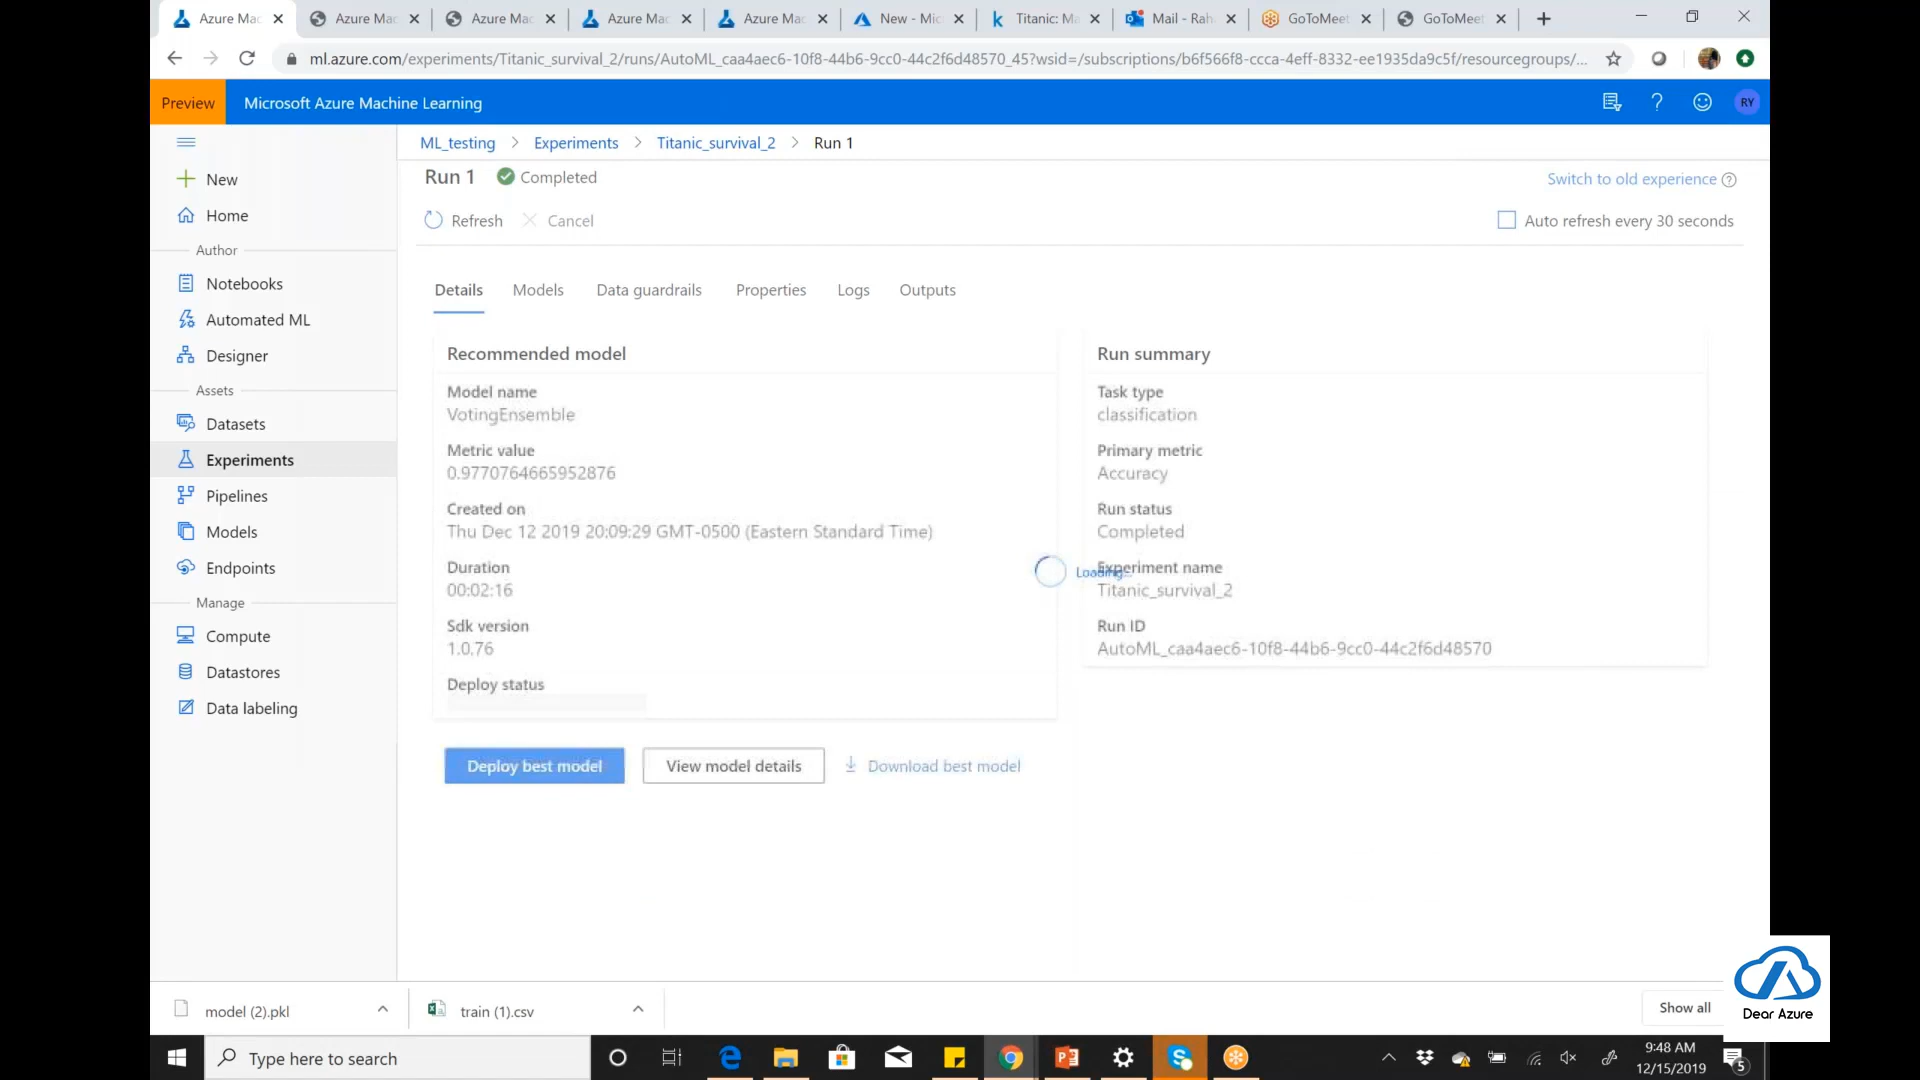 Azure Mac
Azure Mac
Azure Mac
Azure Mac
Azure Mac
New - Mic
Titanic: Ma
Mail - Rah
GoToMeet
GoToMeet
ml.azure.com/experiments/Titanic_survival_2/runs/AutoML_caa4aec6-10f8-44b6-9cc0-44c2f6d48570_45?wsid=/subscriptions/b6f566f8-ccca-4eff-8332-ee1935da9c5f/resourcegroups/...
Preview
Microsoft Azure Machine Learning
RY
New
Home
Author
Notebooks
Automated ML
Designer
Assets
Datasets
Experiments
Pipelines
Models
Endpoints
Manage
Compute
Datastores
Data labeling
ML_testing > Experiments > Titanic_survival_2 > Run 1
Run 1 Completed
Switch to old experience
Refresh
Cancel
Auto refresh every 30 seconds
Details
Models
Data guardrails
Properties
Logs
Outputs
Recommended model
Model name
VotingEnsemble
Metric value
0.9770764665952876
Created on
Thu Dec 12 2019 20:09:29 GMT-0500 (Eastern Standard Time)
Duration
00:02:16
Sdk version
1.0.76
Deploy status
Deploy best model
View model details
Download best model
Loading...
Run summary
Task type
classification
Primary metric
Accuracy
Run status
Completed
Experiment name
Titanic_survival_2
Run ID
AutoML_caa4aec6-10f8-44b6-9cc0-44c2f6d48570
model (2).pkl
train (1).csv
Show all
Dear Azure
Type here to search
9:48 AM
12/15/2019
5